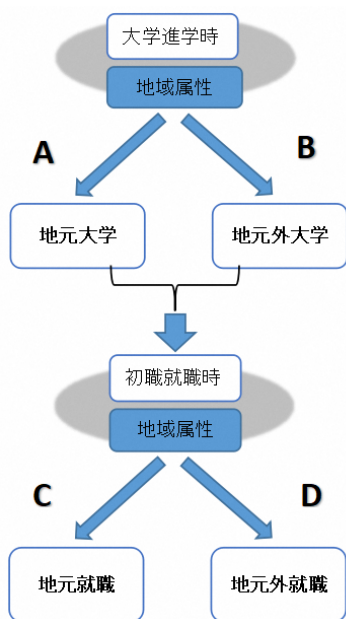 大学進学時
地域属性
A
B
地元大学
地元外大学
初職就職時
地域属性
C
D
地元就職
地元外就職